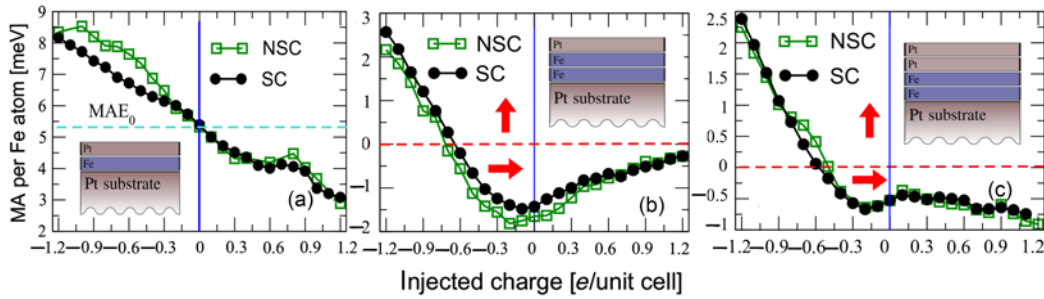 MA per Fe atom [meV]
9
8
7
6
5
4
3
2
NSC
SC
MAE0
Pt
Fe
Pt substrate
(a)
−1.2 −0.9 −0.6 −0.3 0 0.3 0.6 0.9 1.2
3
2
1
0
−1
−2
NSC
SC
Pt
Fe
Fe
Pt substrate
(b)
−1.2 −0.9 −0.6 −0.3 0 0.3 0.6 0.9 1.2
2.5
2
1.5
1
0.5
0
−0.5
NSC
SC
Pt
Pt
Fe
Fe
Pt substrate
(c)
−1.2 −0.9 −0.6 −0.3 0 0.3 0.6 0.9 1.2
Injected charge [e/unit cell]